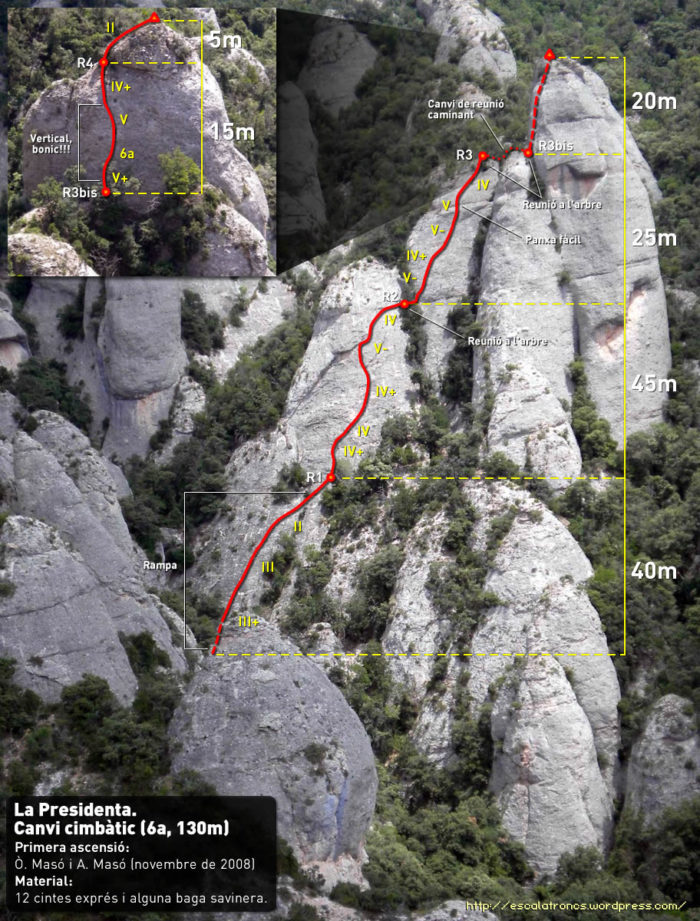 II
5m
R4
IV+
V
Vertical,
bonic!!!
15m
6a
V+
R3bis
20m
Canvi de reunió
caminant
R3
R3bis
IV
Reunió a l'arbre
V
V-
Panxa fàcil
25m
IV+
V-
R2
IV
Reunió a l'arbre
V-
45m
IV+
IV
IV+
R1
II
Rampa
III
40m
III+
La Presidenta.
Canvi cimbàtic (6a, 130m)
Primera ascensió:
Ò. Masó i A. Masó (novembre de 2008)
Material:
12 cintes exprés i alguna baga savinera.
http://escalatroncs.wordpress.com/